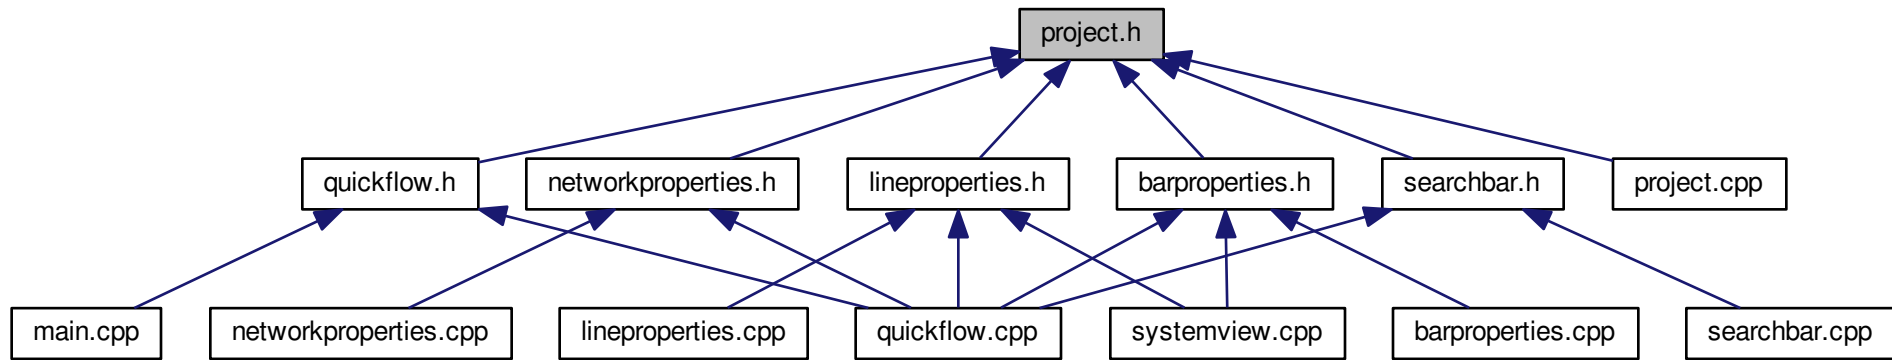 project.h
quickflow.h
networkproperties.h
lineproperties.h
barproperties.h
searchbar.h
project.cpp
main.cpp
networkproperties.cpp
lineproperties.cpp
quickflow.cpp
systemview.cpp
barproperties.cpp
searchbar.cpp